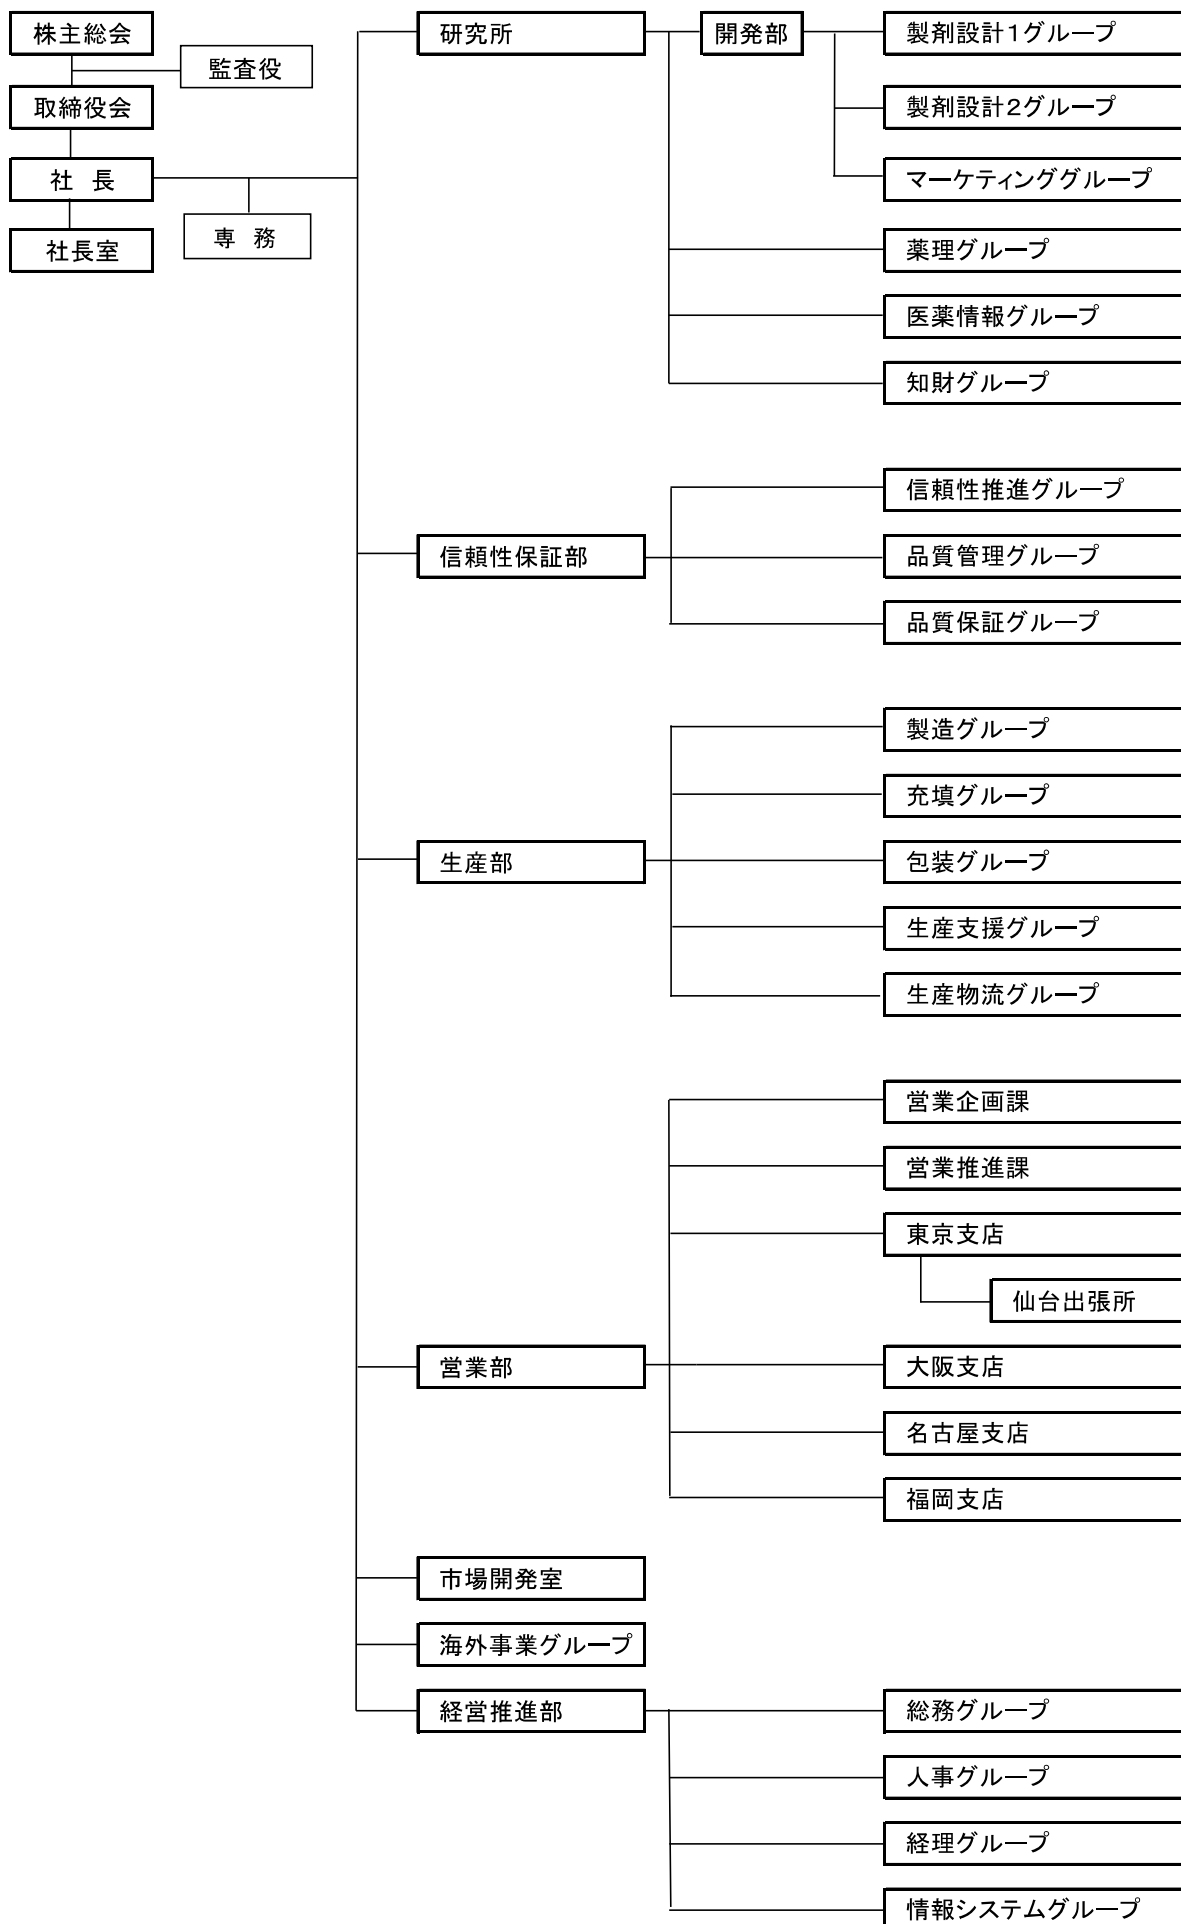 株主総会
監査役
取締役会
社 長
専 務
社長室
研究所
開発部
製剤設計1グループ
製剤設計2グループ
マーケティンググループ
薬理グループ
医薬情報グループ
知財グループ
信頼性保証部
信頼性推進グループ
品質管理グループ
品質保証グループ
生産部
製造グループ
充填グループ
包装グループ
生産支援グループ
生産物流グループ
営業部
営業企画課
営業推進課
東京支店
仙台出張所
大阪支店
名古屋支店
福岡支店
市場開発室
海外事業グループ
経営推進部
総務グループ
人事グループ
経理グループ
情報システムグループ